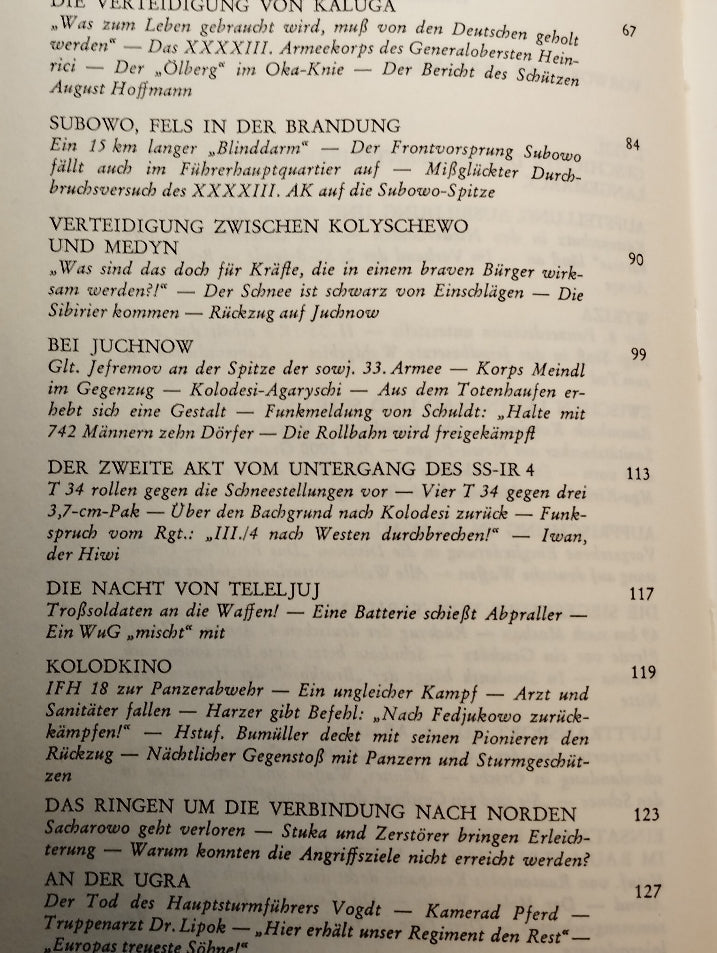 DIE VERTEIDIGUNG VON KALUGA 67
„Was zum Leben gebraucht wird, muß von den Deutschen geholt
werden“ — Das XXXXIII. Armeekorps des Generalobersten Hein-
rici — Der „Ölberg“ im Oka-Knie — Der Bericht des Schützen
August Hoffmann
SUBOWO, FELS IN DER BRANDUNG 84
Ein 15 km langer „Blinddarm“ — Der Frontvorsprung Subowo
fällt auch im Führerhauptquartier auf — Mißglückter Durch-
bruchsversuch des XXXXIII. AK auf die Subowo-Spitze
VERTEIDIGUNG ZWISCHEN KOLYSCHEWO
UND MEDYN 90
„Was sind das doch für Kräfte, die in einem braven Bürger wirk-
sam werden?!“ — Der Schnee ist schwarz von Einschlägen — Die
Sibirier kommen — Rückzug auf Juchnow
BEI JUCHNOW 99
Glt. Jefremov an der Spitze der sowj. 33. Armee — Korps Meindl
im Gegenzug — Kolodesi-Agaryschi — Aus dem Totenhaufen er-
hebt sich eine Gestalt — Funkmeldung von Schuldt: „Halte mit
742 Männern zehn Dörfer — Die Rollbahn wird freigekämpft
DER ZWEITE AKT VOM UNTERGANG DES SS-IR 4 113
T 34 rollen gegen die Schneestellungen vor — Vier T 34 gegen drei
3,7-cm-Pak — Über den Bachgrund nach Kolodesi zurück — Funk-
spruch vom Rgt.: „III./4 nach Westen durchbrechen!“ — Iwan,
der Hiwi
DIE NACHT VON TELELJUJ 117
Troßsoldaten an die Waffen! — Eine Batterie schießt Abpraller —
Ein WuG „mischt“ mit
KOLODKINO 119
IFH 18 zur Panzerabwehr — Ein ungleicher Kampf — Arzt und
Sanitäter fallen — Harzer gibt Befehl: „Nach Fedjukowo zurück-
kämpfen!“ — Hstuf. Bumüller deckt mit seinen Pionieren den
Rückzug — Nächtlicher Gegenstoß mit Panzern und Sturmgeschüt-
zen
DAS RINGEN UM DIE VERBINDUNG NACH NORDEN 123
Sacharowo geht verloren — Stuka und Zerstörer bringen Erleich-
terung — Warum konnten die Angriffsziele nicht erreicht werden?
AN DER UGRA 127
Der Tod des Hauptsturmführers Vogdt — Kamerad Pferd —
Truppenarzt Dr. Lipok — „Hier erhält unser Regiment den Rest“ —
„Europas treueste Söhne!“